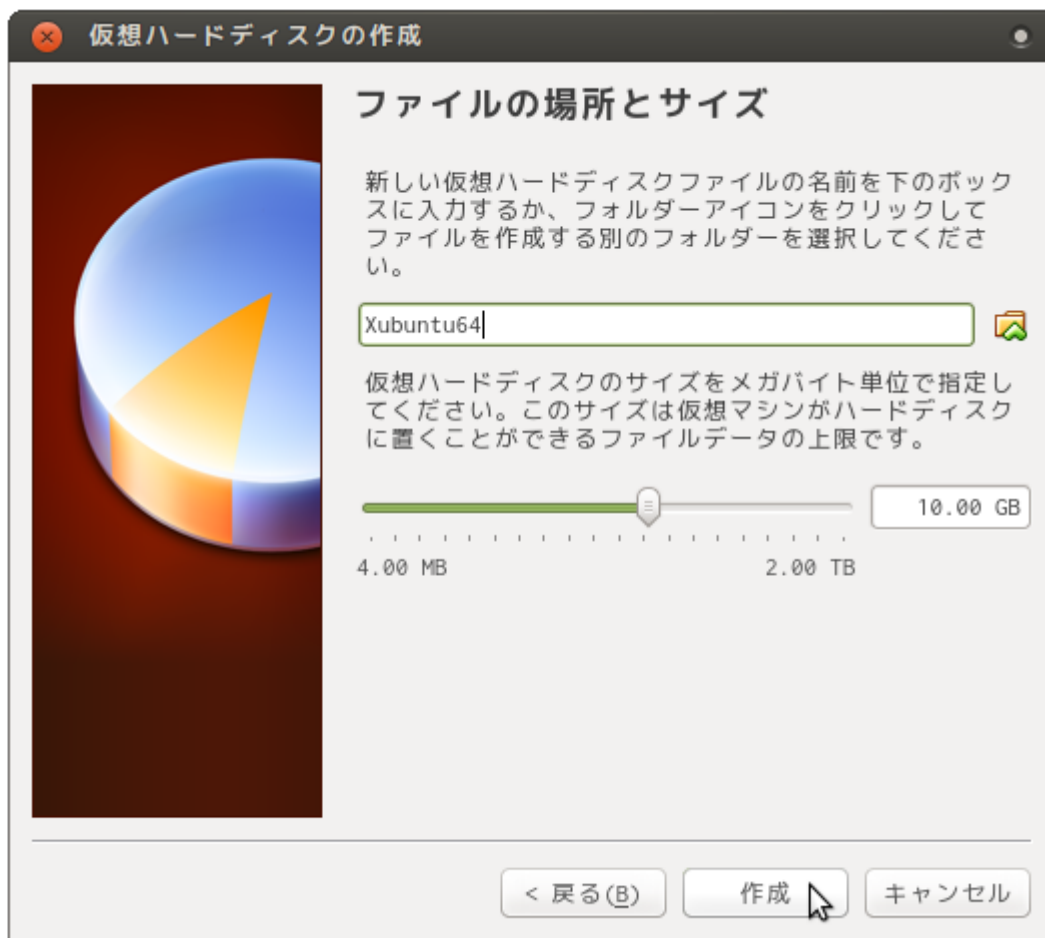 仮想ハードディスクの作成
ファイルの場所とサイズ
新しい仮想ハードディスクファイルの名前を下のボック
スに入力するか、フォルダーアイコンをクリックして
ファイルを作成する別のフォルダーを選択してくださ
い。
Xubuntu64
仮想ハードディスクのサイズをメガバイト単位で指定し
てください。このサイズは仮想マシンがハードディスク
に置くことができるファイルデータの上限です。
10.00 GB
4.00 MB 2.00 TB
< 戻る(B) 作成 キャンセル